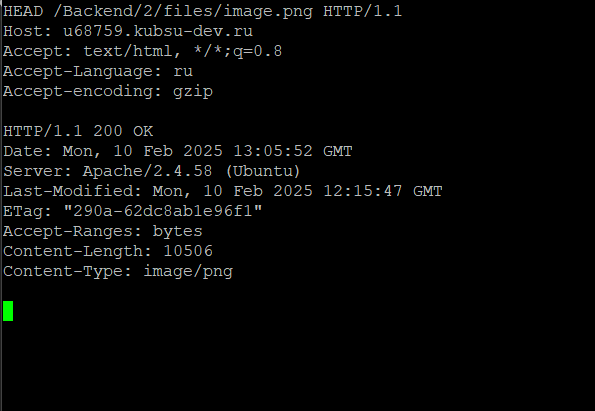 HEAD /Backend/2/files/image.png HTTP/1.1
Host: u68759.kubsu-dev.ru
Accept: text/html, */*;q=0.8
Accept-Language: ru
Accept-encoding: gzip

HTTP/1.1 200 OK
Date: Mon, 10 Feb 2025 13:05:52 GMT
Server: Apache/2.4.58 (Ubuntu)
Last-Modified: Mon, 10 Feb 2025 12:15:47 GMT
ETag: "290a-62dc8ab1e96f1"
Accept-Ranges: bytes
Content-Length: 10506
Content-Type: image/png